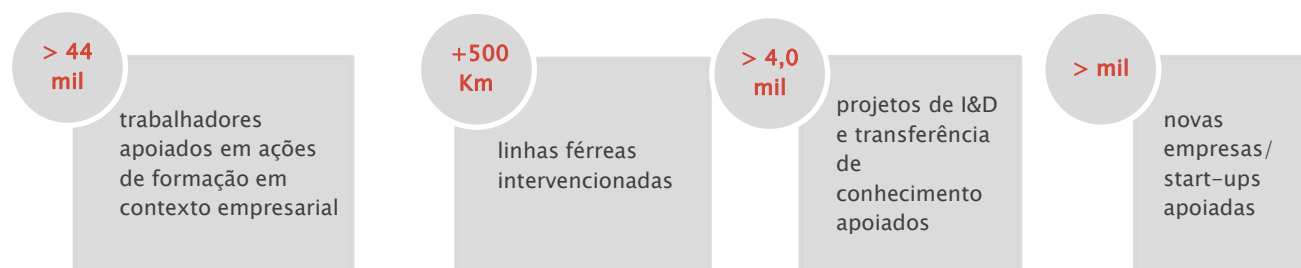 > 44
mil
trabalhadores
apoiados em ações
de formação em
contexto empresarial
+500
Km
linhas férreas
intervencionadas
> 4,0
mil
projetos de I&D
e transferência
de
conhecimento
apoiados
> mil
novas
empresas/
start-ups
apoiadas